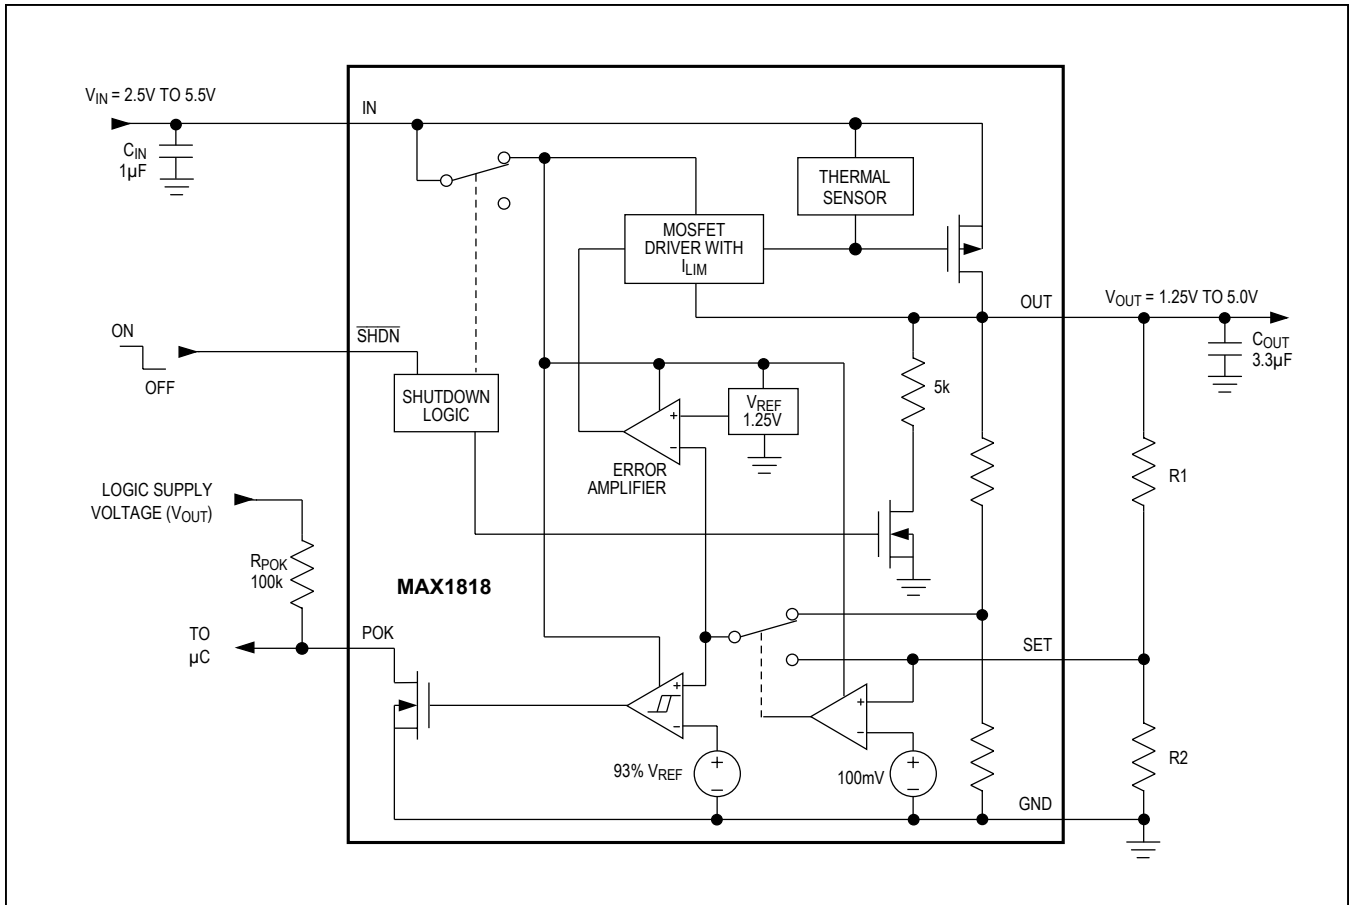 V_IN = 2.5V TO 5.5V
IN
C_IN
1µF
THERMAL
SENSOR
MOSFET
DRIVER WITH
I_LIM
OUT
V_OUT = 1.25V TO 5.0V
C_OUT
3.3µF
ON
OFF
SHDN
SHUTDOWN
LOGIC
5k
V_REF
1.25V
+
−
ERROR
AMPLIFIER
R1
LOGIC SUPPLY
VOLTAGE (V_OUT)
R_POK
100k
MAX1818
TO
µC
POK
SET
+
−
+
−
93% V_REF
+
−
100mV
+
−
R2
GND